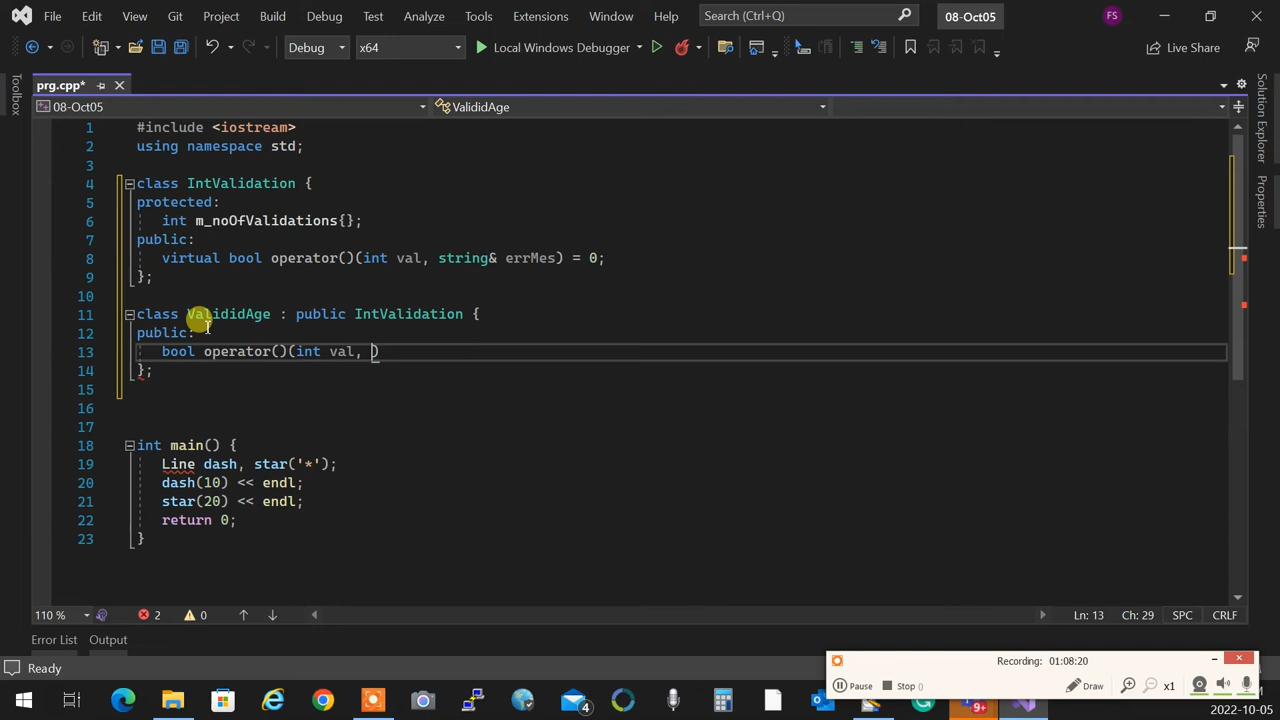 File Edit View Git Project Build Debug Test Analyze Tools Extensions Window Help Search (Ctrl+Q) 08-Oct05 FS
Debug x64 Local Windows Debugger Live Share
prg.cpp*
08-Oct05 ValididAge
Toolbox
Solution Explorer
Properties
1 #include <iostream>
2 using namespace std;
3
4 class IntValidation {
5 protected:
6 int m_noOfValidations{};
7 public:
8 virtual bool operator()(int val, string& errMes) = 0;
9 };
10
11 class ValididAge : public IntValidation {
12 public:
13 bool operator()(int val, )
14 };
15
16
17
18 int main() {
19 Line dash, star('*');
20 dash(10) << endl;
21 star(20) << endl;
22 return 0;
23 }
110 % 2 0 Ln: 13 Ch: 29 SPC CRLF
Error List Output
Ready
Recording: 01:08:20
Pause Stop () Draw x1
4 9+
2022-10-05